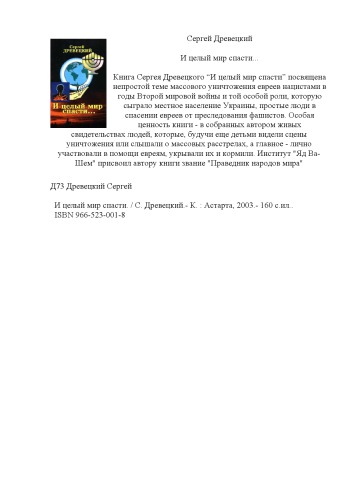 Сергей Древецкий
И целый мир спасти...
Сергей
ДРЕВЕЦКИЙ
И целый мир
спасти...
Книга Сергея Древецкого “И целый мир спасти” посвящена
непростой теме массового уничтожения евреев нацистами в
годы Второй мировой войны и той особой роли, которую
сыграло местное население Украины, простые люди в
спасении евреев от преследования фашистов. Особая
ценность книги - в собранных автором живых
свидетельствах людей, которые, будучи еще детьми видели сцены
уничтожения или слышали о массовых расстрелах, а главное - лично
участвовали в помощи евреям, укрывали их и кормили. Институт "Яд Ва-
Шем" присвоил автору книги звание "Праведник народов мира"
Д73 Древецкий Сергей
И целый мир спасти. / С. Древецкий.- К. : Астарта, 2003.- 160 с.ил..
ISBN 966-523-001-8